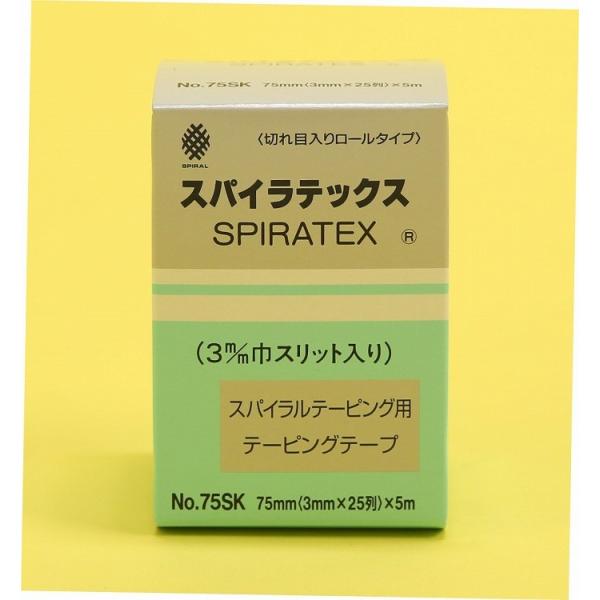 No.75SK 75mm(3mm×25列)×5m
〈切れ目入りロールタイプ〉
SPIRAL
スパイラテックス
SPIRATEX ®
(3m/m巾スリット入り)
スパイラルテーピング用
テーピングテープ
No.75SK 75mm〈3mm×25列〉×5m